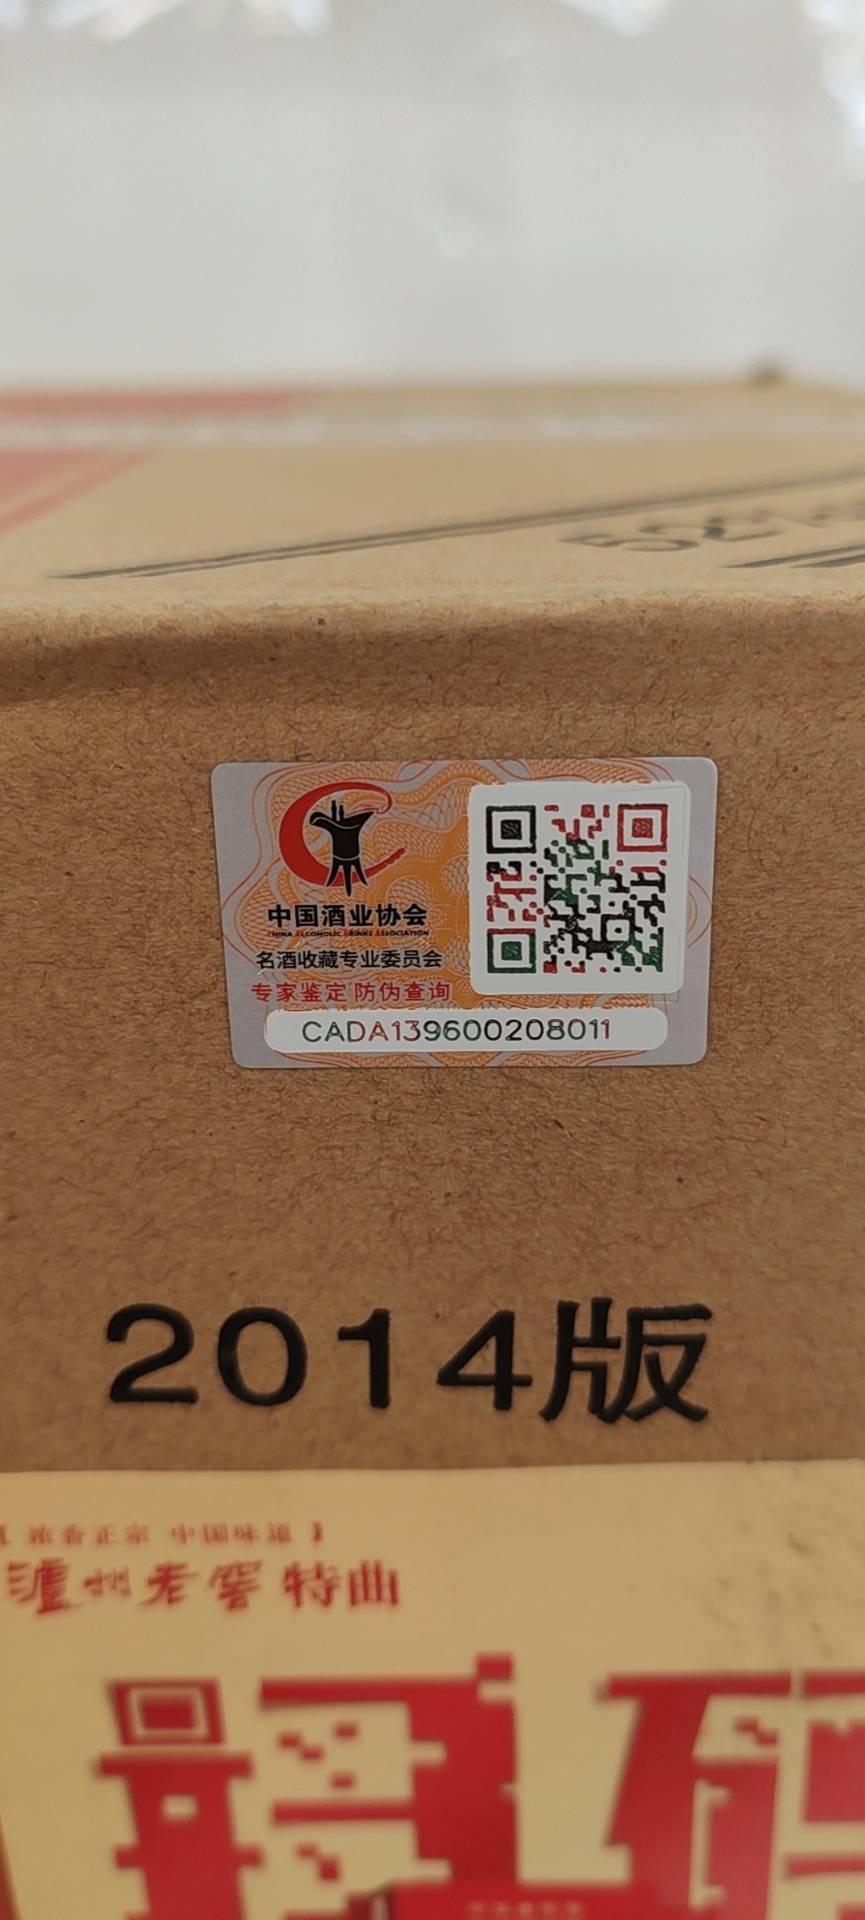 521
中国酒业协会
CHINA ALCOHOLIC DRINKS ASSOCIATION
名酒收藏专业委员会
专家鉴定 防伪查询
CADA139600208011
2014版
【 浓香正宗 中国味道 】
泸州老窖 特曲
码